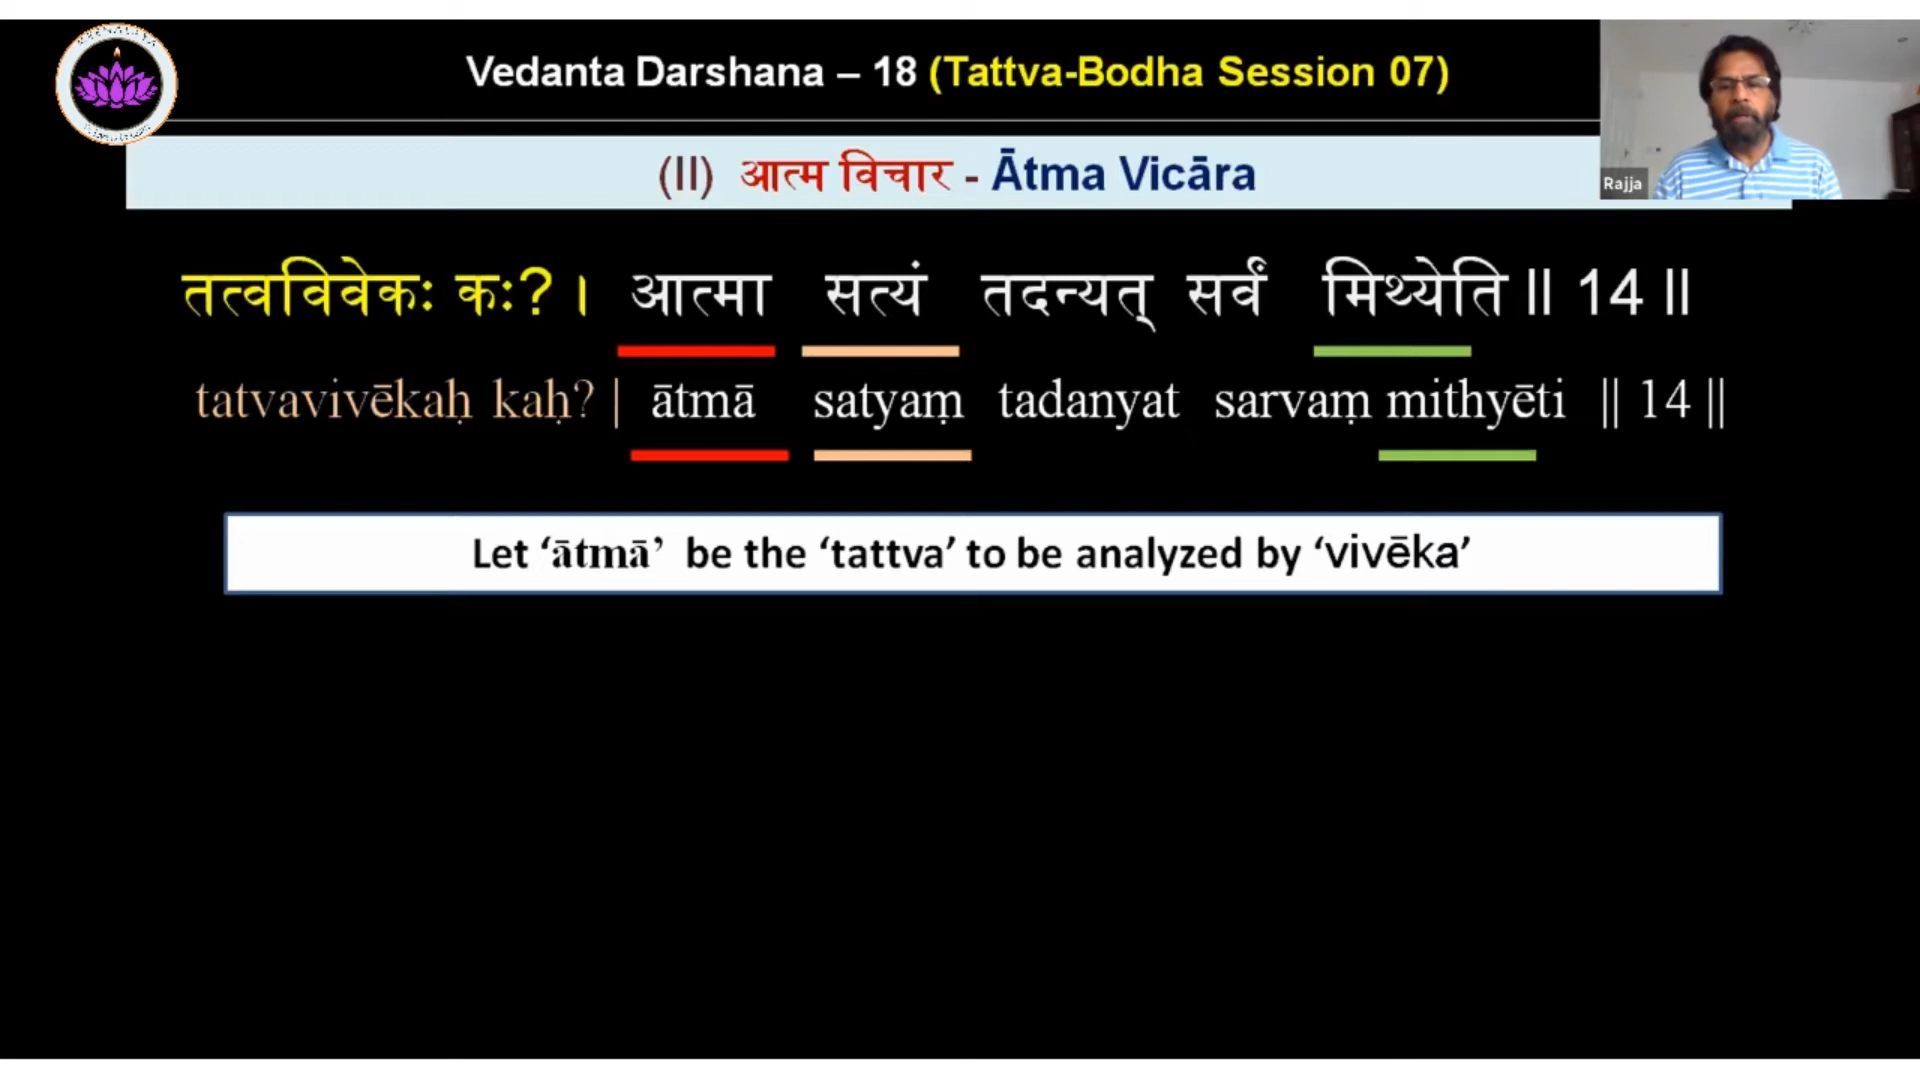 Vedanta Darshana – 18 (Tattva-Bodha Session 07)
Rajja
(II) आत्म विचार - Ātma Vicāra
तत्वविवेकः कः? । आत्मा सत्यं तदन्यत् सर्वं मिथ्येति ॥ 14 ॥
tatvavivēkaḥ kaḥ? | ātmā satyaṃ tadanyat sarvaṃ mithyēti || 14 ||
Let ‘ātmā’ be the ‘tattva’ to be analyzed by ‘vivēka’